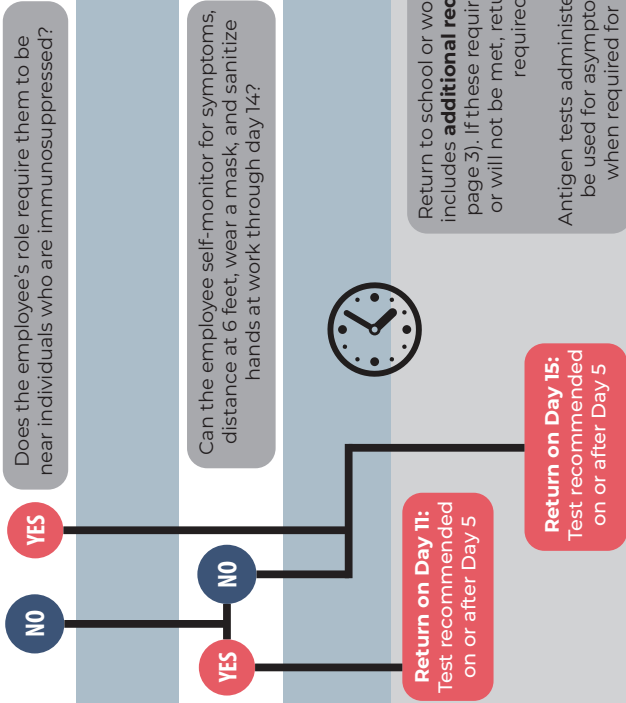 Does the employee's role require them to be
near individuals who are immunosuppressed?
NO
YES
Can the employee self-monitor for symptoms,
distance at 6 feet, wear a mask, and sanitize
hands at work through day 14?
YES
NO
Return on Day 11:
Test recommended
on or after Day 5
Return on Day 15:
Test recommended
on or after Day 5
Return to school or wo
includes additional rec
page 3). If these requir
or will not be met, retu
required
Antigen tests administe
be used for asympto
when required for